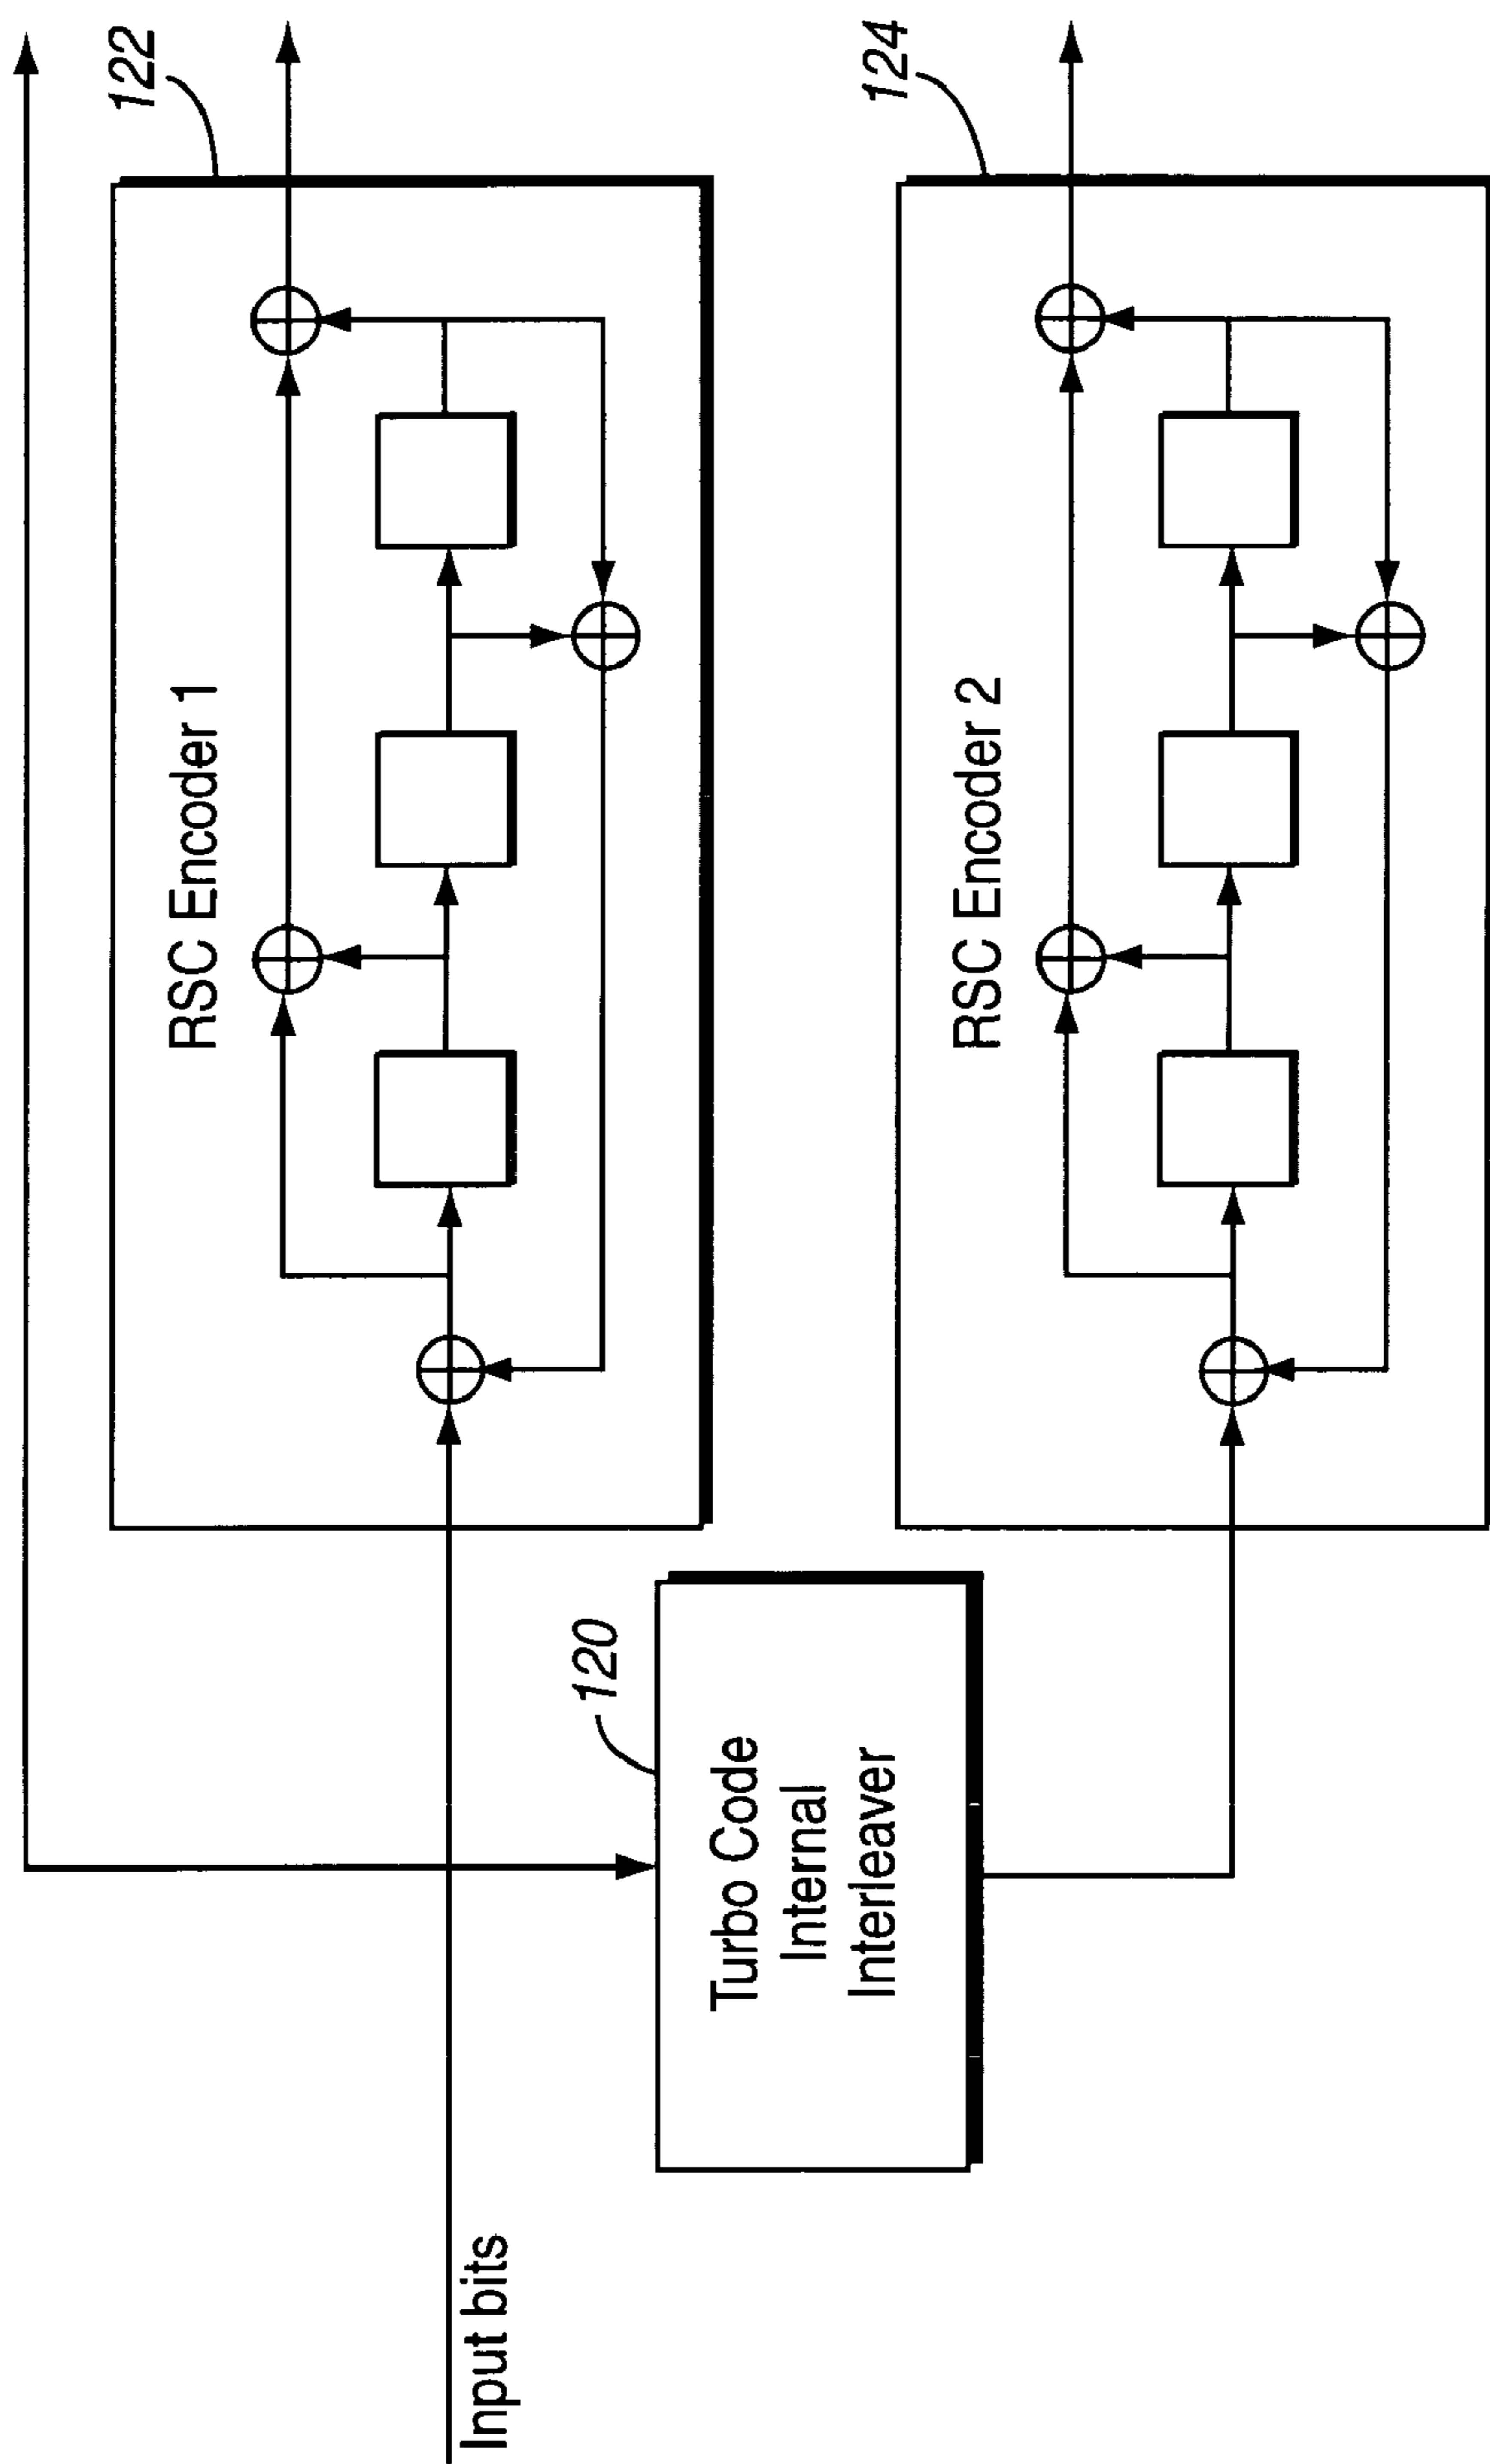 122
RSC Encoder 1
Input bits
120
Turbo Code
Internal
Interleaver
124
RSC Encoder 2